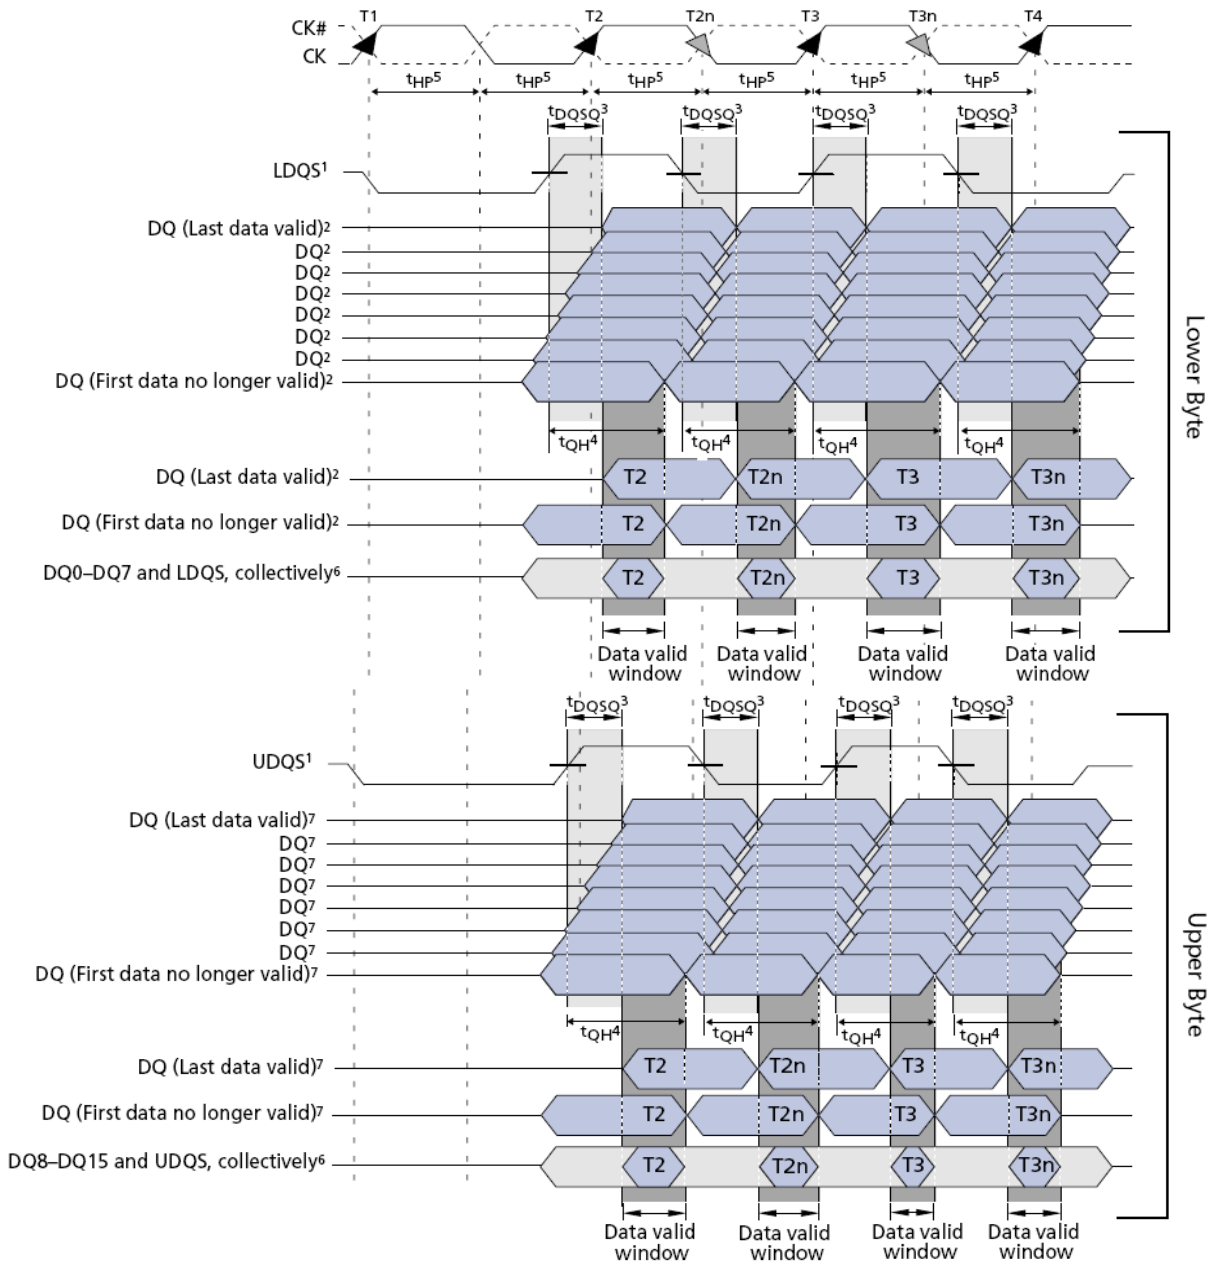 T1 T2 T2n T3 T3n T4
CK#
CK
tHP5 tHP5 tHP5 tHP5 tHP5 tHP5
tDQSQ3 tDQSQ3 tDQSQ3 tDQSQ3
LDQS1
DQ (Last data valid)2
DQ2
DQ2
DQ2
DQ2
DQ2
DQ2
DQ (First data no longer valid)2
Lower Byte
tQH4 tQH4 tQH4 tQH4
DQ (Last data valid)2 T2 T2n T3 T3n
DQ (First data no longer valid)2 T2 T2n T3 T3n
DQ0–DQ7 and LDQS, collectively6 T2 T2n T3 T3n
Data valid Data valid Data valid Data valid
window window window window
tDQSQ3 tDQSQ3 tDQSQ3 tDQSQ3
UDQS1
DQ (Last data valid)7
DQ7
DQ7
DQ7
DQ7
DQ7
DQ7
DQ (First data no longer valid)7
Upper Byte
tQH4 tQH4 tQH4 tQH4
DQ (Last data valid)7 T2 T2n T3 T3n
DQ (First data no longer valid)7 T2 T2n T3 T3n
DQ8–DQ15 and UDQS, collectively6 T2 T2n T3 T3n
Data valid Data valid Data valid Data valid
window window window window